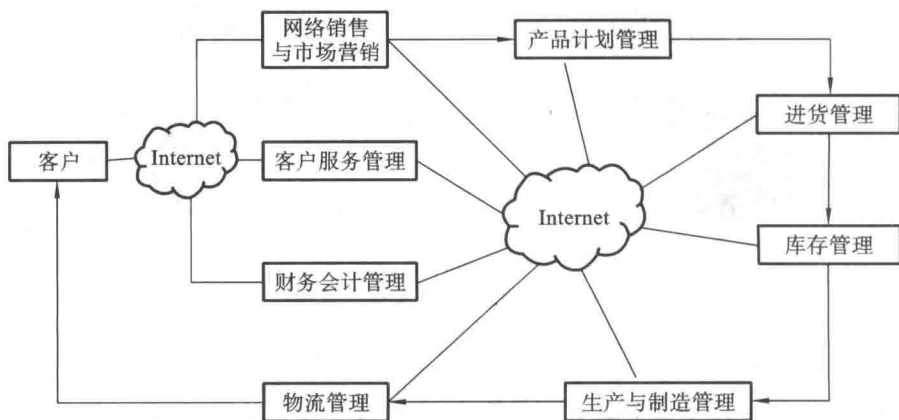 网络销售
与市场营销
产品计划管理
进货管理
客户
Internet
客户服务管理
Internet
库存管理
财务会计管理
物流管理
生产与制造管理